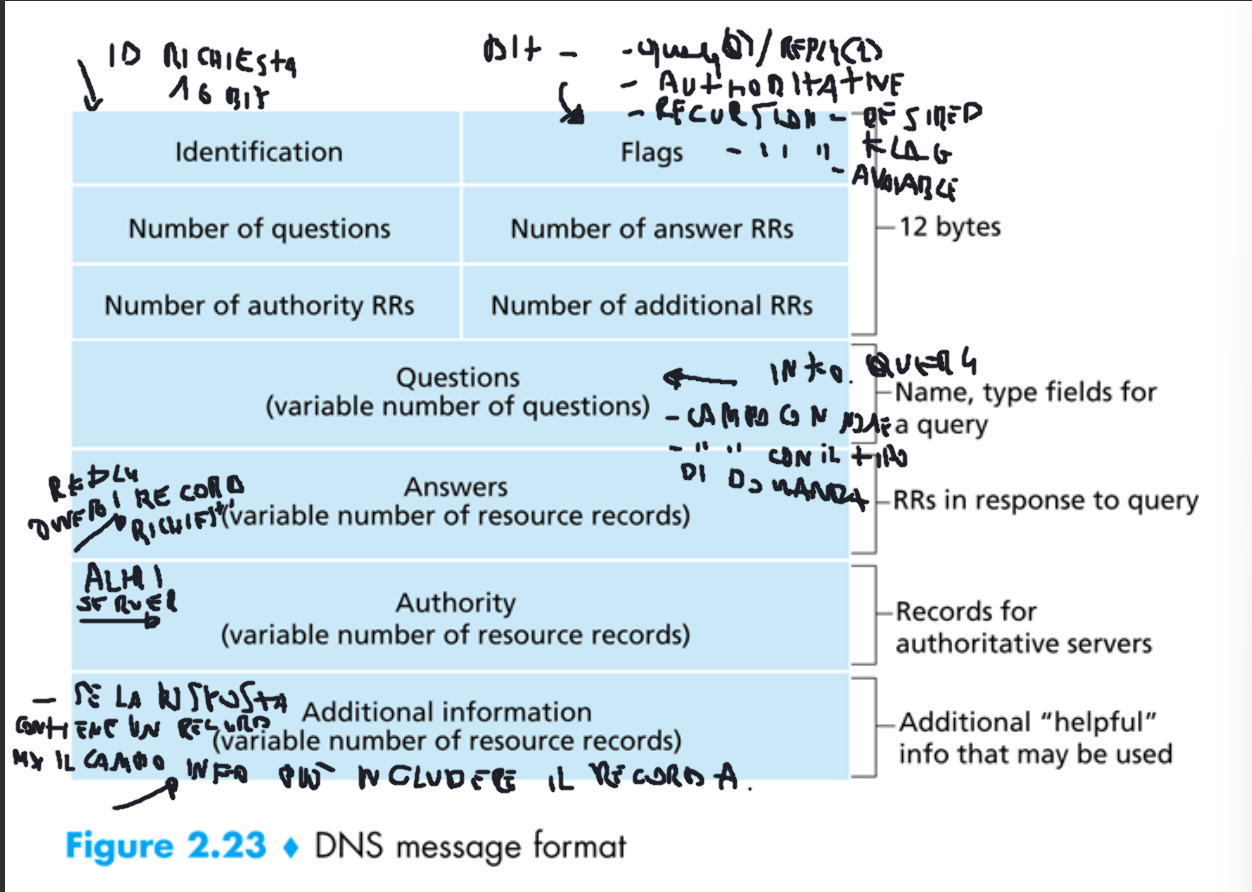 ID RICHIESTA
16 BIT
BIT - - query(0)/REPLY(1)
- AUTHORITATIVE
- RECURSION - DESIRED
Identification
Flags - " " FLAG
- AVAILABLE
Number of questions
Number of answer RRs
12 bytes
Number of authority RRs
Number of additional RRs
INFO. QUERY
Questions
(variable number of questions)
- CAMPO CON NOME
- " " CON IL TIPO
DI DOMANDA
Name, type fields for
a query
REPLY
OVVERO I RECORD
RICHIESTI
Answers
(variable number of resource records)
RRs in response to query
ALTRI
SERVER
Authority
(variable number of resource records)
Records for
authoritative servers
- SE LA RISPOSTA
CONTIENE UN RECORD
MX IL CAMPO INFO PUÒ INCLUDERE IL RECORD A.
Additional information
(variable number of resource records)
Additional “helpful”
info that may be used
Figure 2.23 ♦ DNS message format